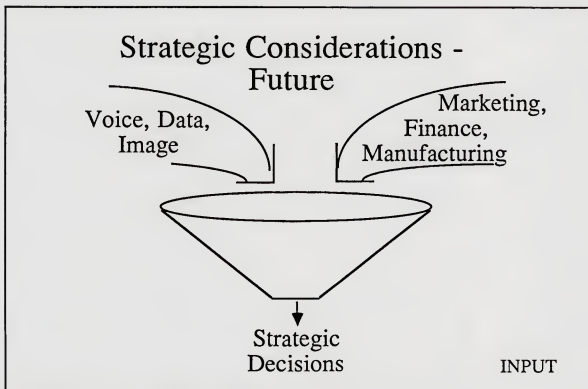 Strategic Considerations -
Future
Voice, Data,
Image
Marketing,
Finance,
Manufacturing
Strategic
Decisions
INPUT